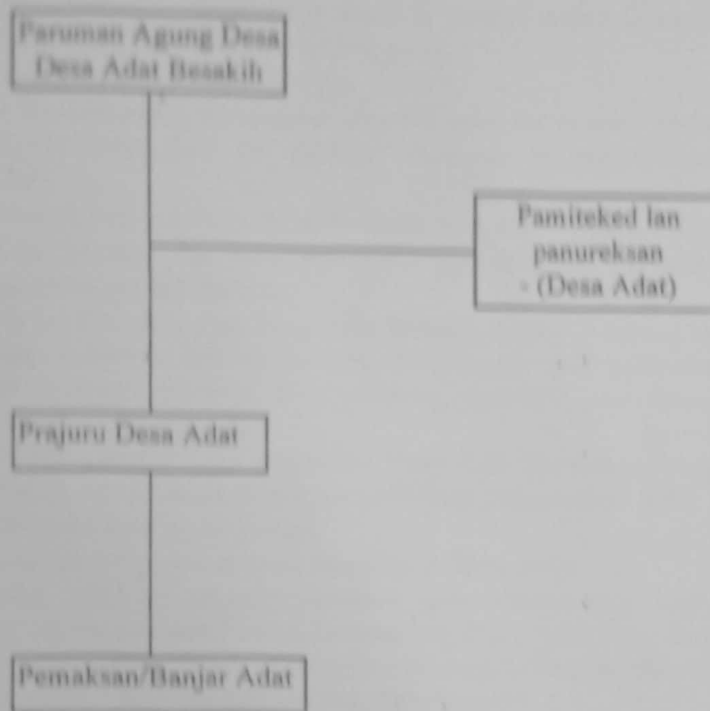 Paruman Agung Desa
Desa Adat Besakih
Pamiteked lan
panureksan
- (Desa Adat)
Prajuru Desa Adat
Pemaksan/Banjar Adat